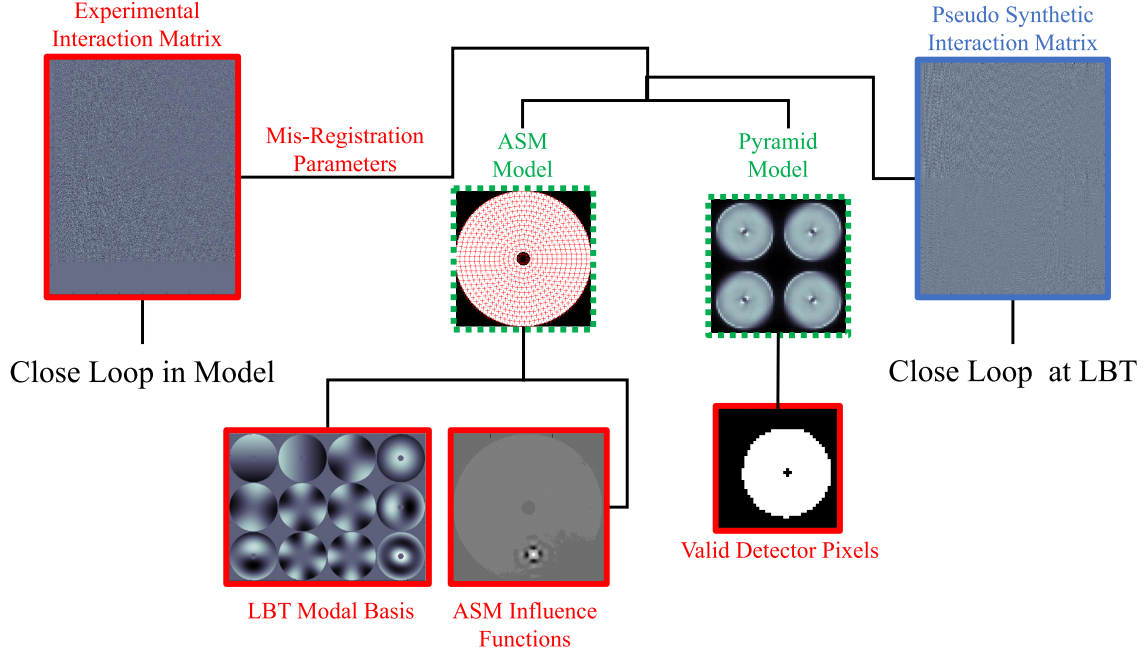 Experimental
Interaction Matrix
Pseudo Synthetic
Interaction Matrix
Mis-Registration
Parameters
ASM
Model
Pyramid
Model
Close Loop in Model
Close Loop at LBT
Valid Detector Pixels
LBT Modal Basis
ASM Influence
Functions